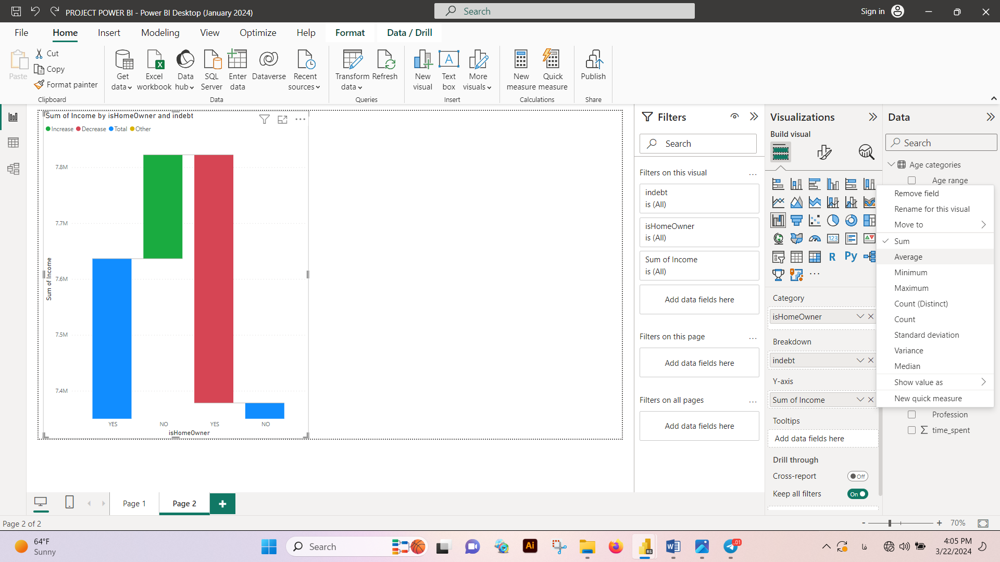 PROJECT POWER BI - Power BI Desktop (January 2024)
Search
Sign in
File
Home
Insert
Modeling
View
Optimize
Help
Format
Data / Drill
Paste
Cut
Copy
Format painter
Clipboard
Get data
Excel workbook
Data hub
SQL Server
Enter data
Dataverse
Recent sources
Data
Transform data
Refresh
Queries
New visual
Text box
More visuals
Insert
New measure
Quick measure
Calculations
Publish
Share
Sum of Income by isHomeOwner and indebt
Increase Decrease Total Other
7.8M
7.7M
7.6M
7.5M
7.4M
Sum of Income
YES NO YES NO
isHomeOwner
Filters
Search
Filters on this visual
indebt
is (All)
isHomeOwner
is (All)
Sum of Income
is (All)
Add data fields here
Filters on this page
Add data fields here
Filters on all pages
Add data fields here
Visualizations
Build visual
123
R
Py
Category
isHomeOwner
Breakdown
indebt
Y-axis
Sum of Income
Tooltips
Add data fields here
Drill through
Cross-report
Off
Keep all filters
On
Data
Search
Age categories
Age range
Remove field
Rename for this visual
Move to
Sum
Average
Minimum
Maximum
Count (Distinct)
Count
Standard deviation
Variance
Median
Show value as
New quick measure
Profession
time_spent
Page 1
Page 2
Page 2 of 2
- + 70%
64°F
Sunny
Search
Ai
RS
W
.01
فا
4:05 PM
3/22/2024